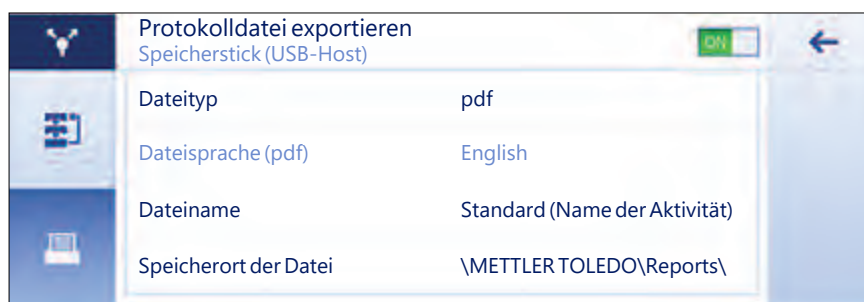 Protokolldatei exportieren
Speicherstick (USB-Host)
ON
Dateityp pdf
Dateisprache (pdf) English
Dateiname Standard (Name der Aktivität)
Speicherort der Datei \METTLER TOLEDO\Reports\